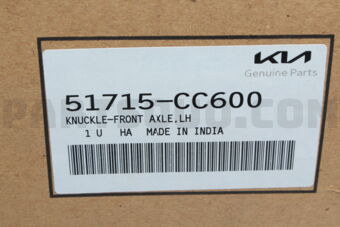 KIA
Genuine Parts
51715-CC600
KNUCKLE-FRONT AXLE,LH
1 U HA MADE IN INDIA